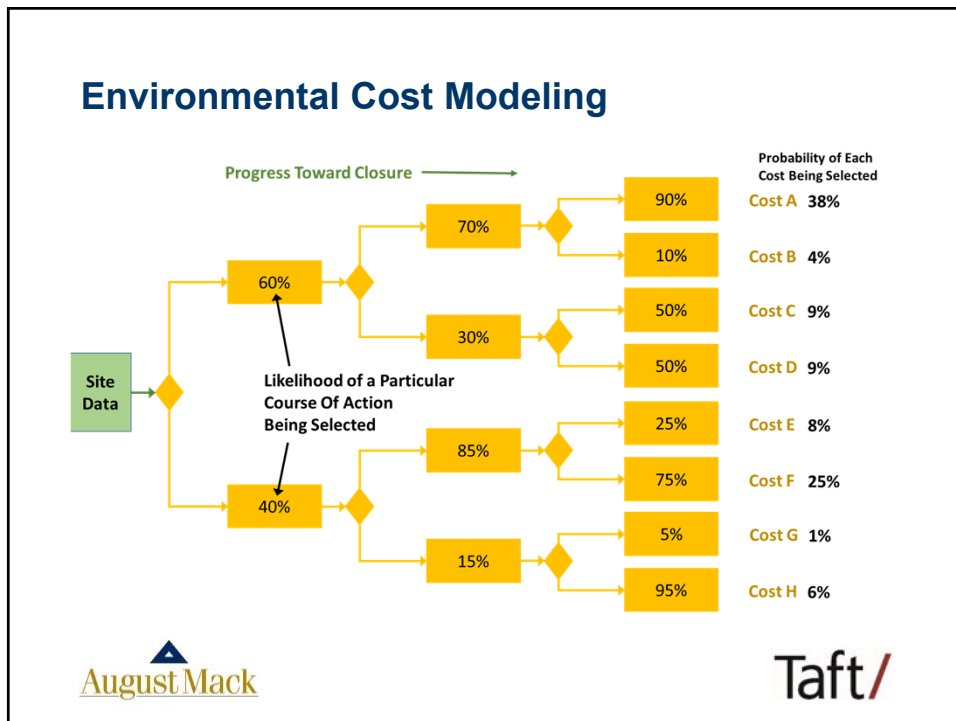 Environmental Cost Modeling
Progress Toward Closure
Probability of Each
Cost Being Selected
90%
Cost A 38%
70%
10%
Cost B 4%
60%
50%
Cost C 9%
30%
50%
Cost D 9%
Site
Data
Likelihood of a Particular
Course Of Action
Being Selected
25%
Cost E 8%
85%
75%
Cost F 25%
40%
5%
Cost G 1%
15%
95%
Cost H 6%
August Mack
Taft/